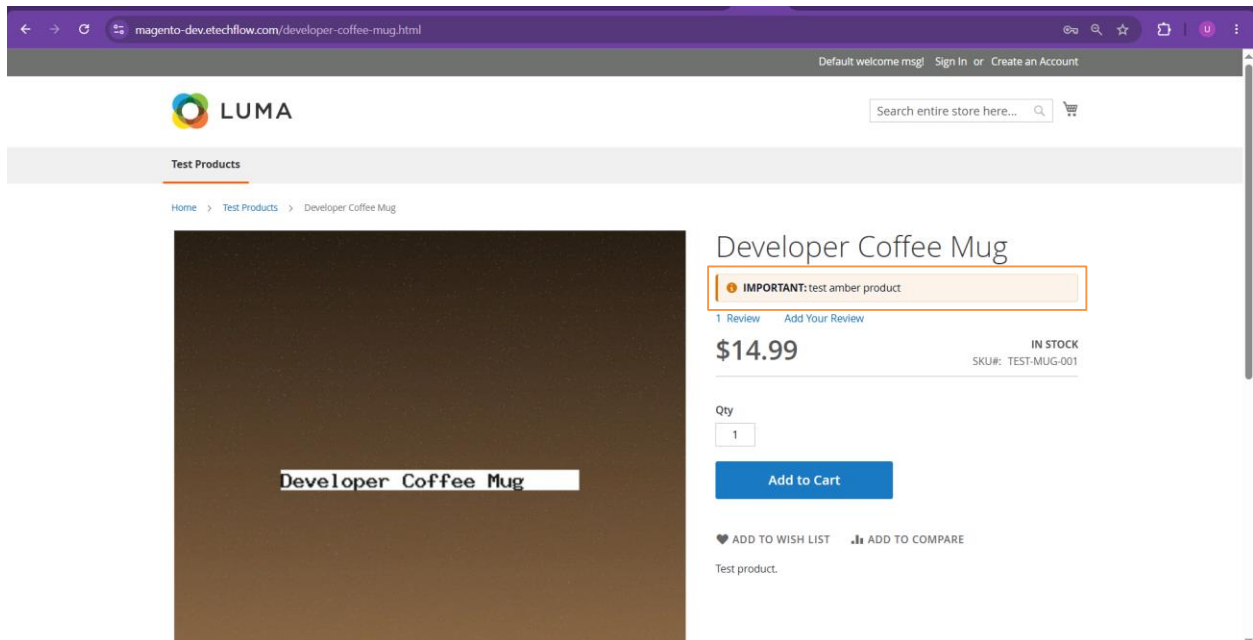 magento-dev.etechflow.com/developer-coffee-mug.html
U
Default welcome msg! Sign In or Create an Account
LUMA
Search entire store here...
Test Products
Home > Test Products > Developer Coffee Mug
Developer Coffee Mug
Developer Coffee Mug
IMPORTANT: test amber product
1 Review Add Your Review
$14.99
IN STOCK
SKU#: TEST-MUG-001
Qty
1
Add to Cart
ADD TO WISH LIST ADD TO COMPARE
Test product.